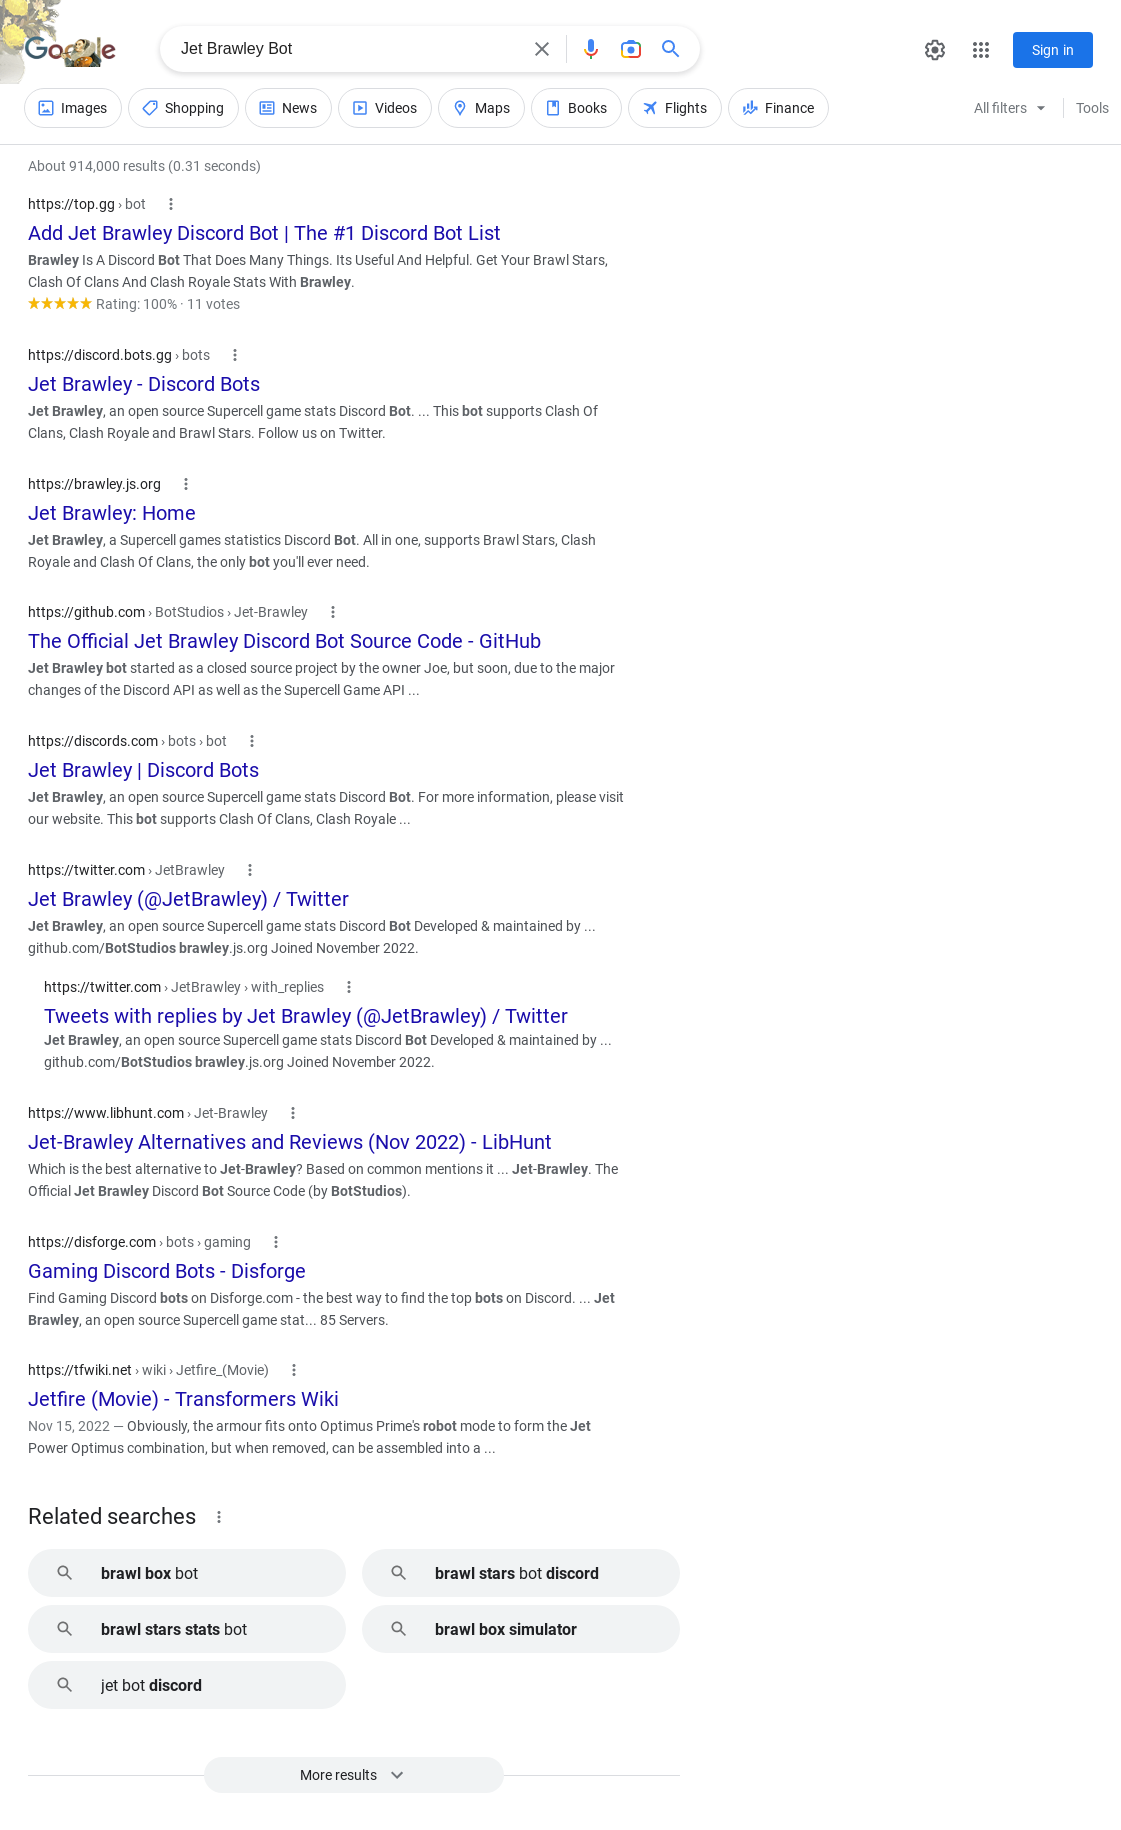 Google
Jet Brawley Bot
Sign in
Images Shopping News Videos Maps Books Flights Finance All filters Tools
About 914,000 results (0.31 seconds)
https://top.gg › bot
Add Jet Brawley Discord Bot | The #1 Discord Bot List
Brawley Is A Discord Bot That Does Many Things. Its Useful And Helpful. Get Your Brawl Stars,
Clash Of Clans And Clash Royale Stats With Brawley.
Rating: 100% · 11 votes
https://discord.bots.gg › bots
Jet Brawley - Discord Bots
Jet Brawley, an open source Supercell game stats Discord Bot. ... This bot supports Clash Of
Clans, Clash Royale and Brawl Stars. Follow us on Twitter.
https://brawley.js.org
Jet Brawley: Home
Jet Brawley, a Supercell games statistics Discord Bot. All in one, supports Brawl Stars, Clash
Royale and Clash Of Clans, the only bot you'll ever need.
https://github.com › BotStudios › Jet-Brawley
The Official Jet Brawley Discord Bot Source Code - GitHub
Jet Brawley bot started as a closed source project by the owner Joe, but soon, due to the major
changes of the Discord API as well as the Supercell Game API ...
https://discords.com › bots › bot
Jet Brawley | Discord Bots
Jet Brawley, an open source Supercell game stats Discord Bot. For more information, please visit
our website. This bot supports Clash Of Clans, Clash Royale ...
https://twitter.com › JetBrawley
Jet Brawley (@JetBrawley) / Twitter
Jet Brawley, an open source Supercell game stats Discord Bot Developed & maintained by ...
github.com/BotStudios brawley.js.org Joined November 2022.
https://twitter.com › JetBrawley › with_replies
Tweets with replies by Jet Brawley (@JetBrawley) / Twitter
Jet Brawley, an open source Supercell game stats Discord Bot Developed & maintained by ...
github.com/BotStudios brawley.js.org Joined November 2022.
https://www.libhunt.com › Jet-Brawley
Jet-Brawley Alternatives and Reviews (Nov 2022) - LibHunt
Which is the best alternative to Jet-Brawley? Based on common mentions it ... Jet-Brawley. The
Official Jet Brawley Discord Bot Source Code (by BotStudios).
https://disforge.com › bots › gaming
Gaming Discord Bots - Disforge
Find Gaming Discord bots on Disforge.com - the best way to find the top bots on Discord. ... Jet
Brawley, an open source Supercell game stat... 85 Servers.
https://tfwiki.net › wiki › Jetfire_(Movie)
Jetfire (Movie) - Transformers Wiki
Nov 15, 2022 — Obviously, the armour fits onto Optimus Prime's robot mode to form the Jet
Power Optimus combination, but when removed, can be assembled into a ...
Related searches
brawl box bot
brawl stars bot discord
brawl stars stats bot
brawl box simulator
jet bot discord
More results